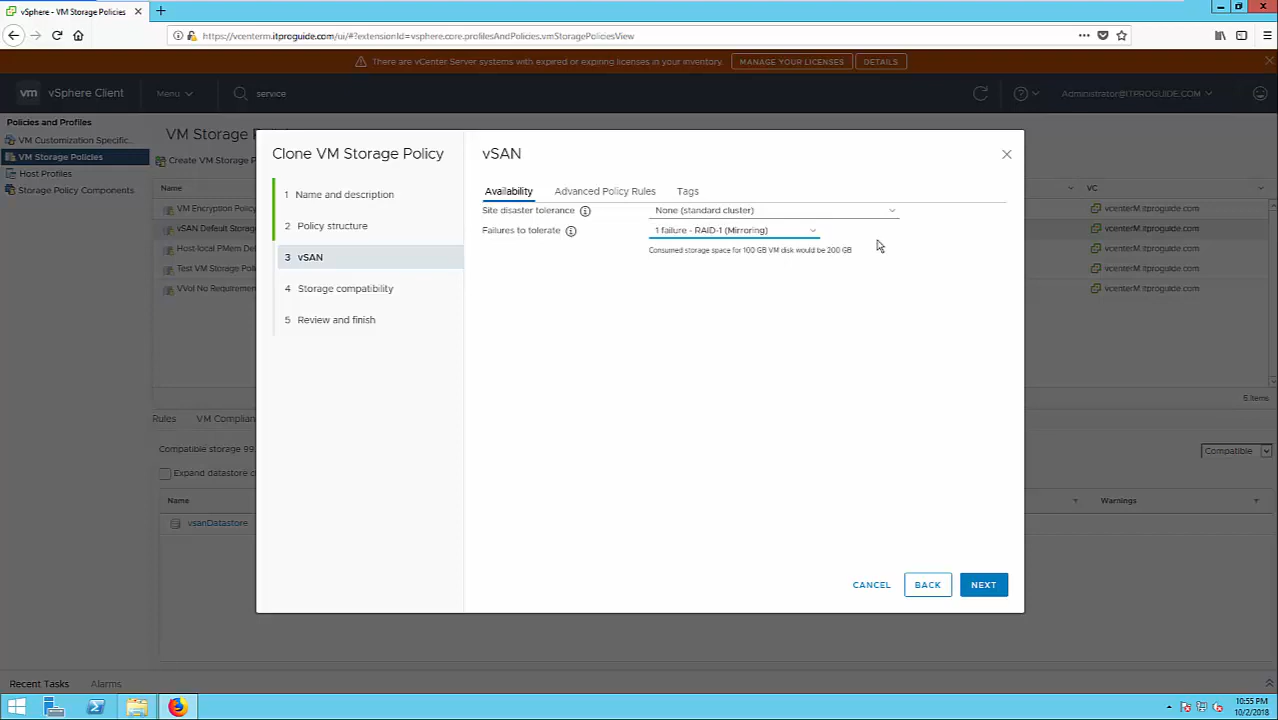 vSphere - VM Storage Policies
https://vcenterm.itproguide.com/ui/#?extensionId=vsphere.core.profilesAndPolicies.vmStoragePoliciesView
There are vCenter Server systems with expired or expiring licenses in your inventory.
MANAGE YOUR LICENSES
DETAILS
vm vSphere Client
Menu
service
Administrator@ITPROGUIDE.COM
Policies and Profiles
VM Customization Specific...
VM Storage Policies
Host Profiles
Storage Policy Components
VM Storage
Create VM Storage P
Name
VC
VM Encryption Policy
vcenterM.itproguide.com
vSAN Default Storag
vcenterM.itproguide.com
Host-local PMem De
vcenterM.itproguide.com
Test VM Storage Pol
vcenterM.itproguide.com
VVol No Requireme
vcenterM.itproguide.com
5 items
Rules
VM Complian
Compatible storage 99.
Compatible
Expand datastore c
Name
Warnings
vsanDatastore
Clone VM Storage Policy
1 Name and description
2 Policy structure
3 vSAN
4 Storage compatibility
5 Review and finish
vSAN
Availability
Advanced Policy Rules
Tags
Site disaster tolerance
None (standard cluster)
Failures to tolerate
1 failure - RAID-1 (Mirroring)
Consumed storage space for 100 GB VM disk would be 200 GB
CANCEL
BACK
NEXT
Recent Tasks
Alarms
10:55 PM
10/2/2018